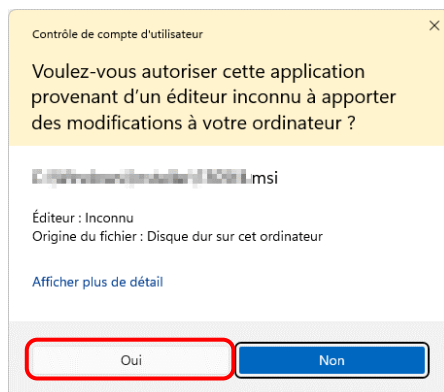 Contrôle de compte d'utilisateur
Voulez-vous autoriser cette application
provenant d'un éditeur inconnu à apporter
des modifications à votre ordinateur ?
.msi
Éditeur : Inconnu
Origine du fichier : Disque dur sur cet ordinateur
Afficher plus de détail
Oui
Non